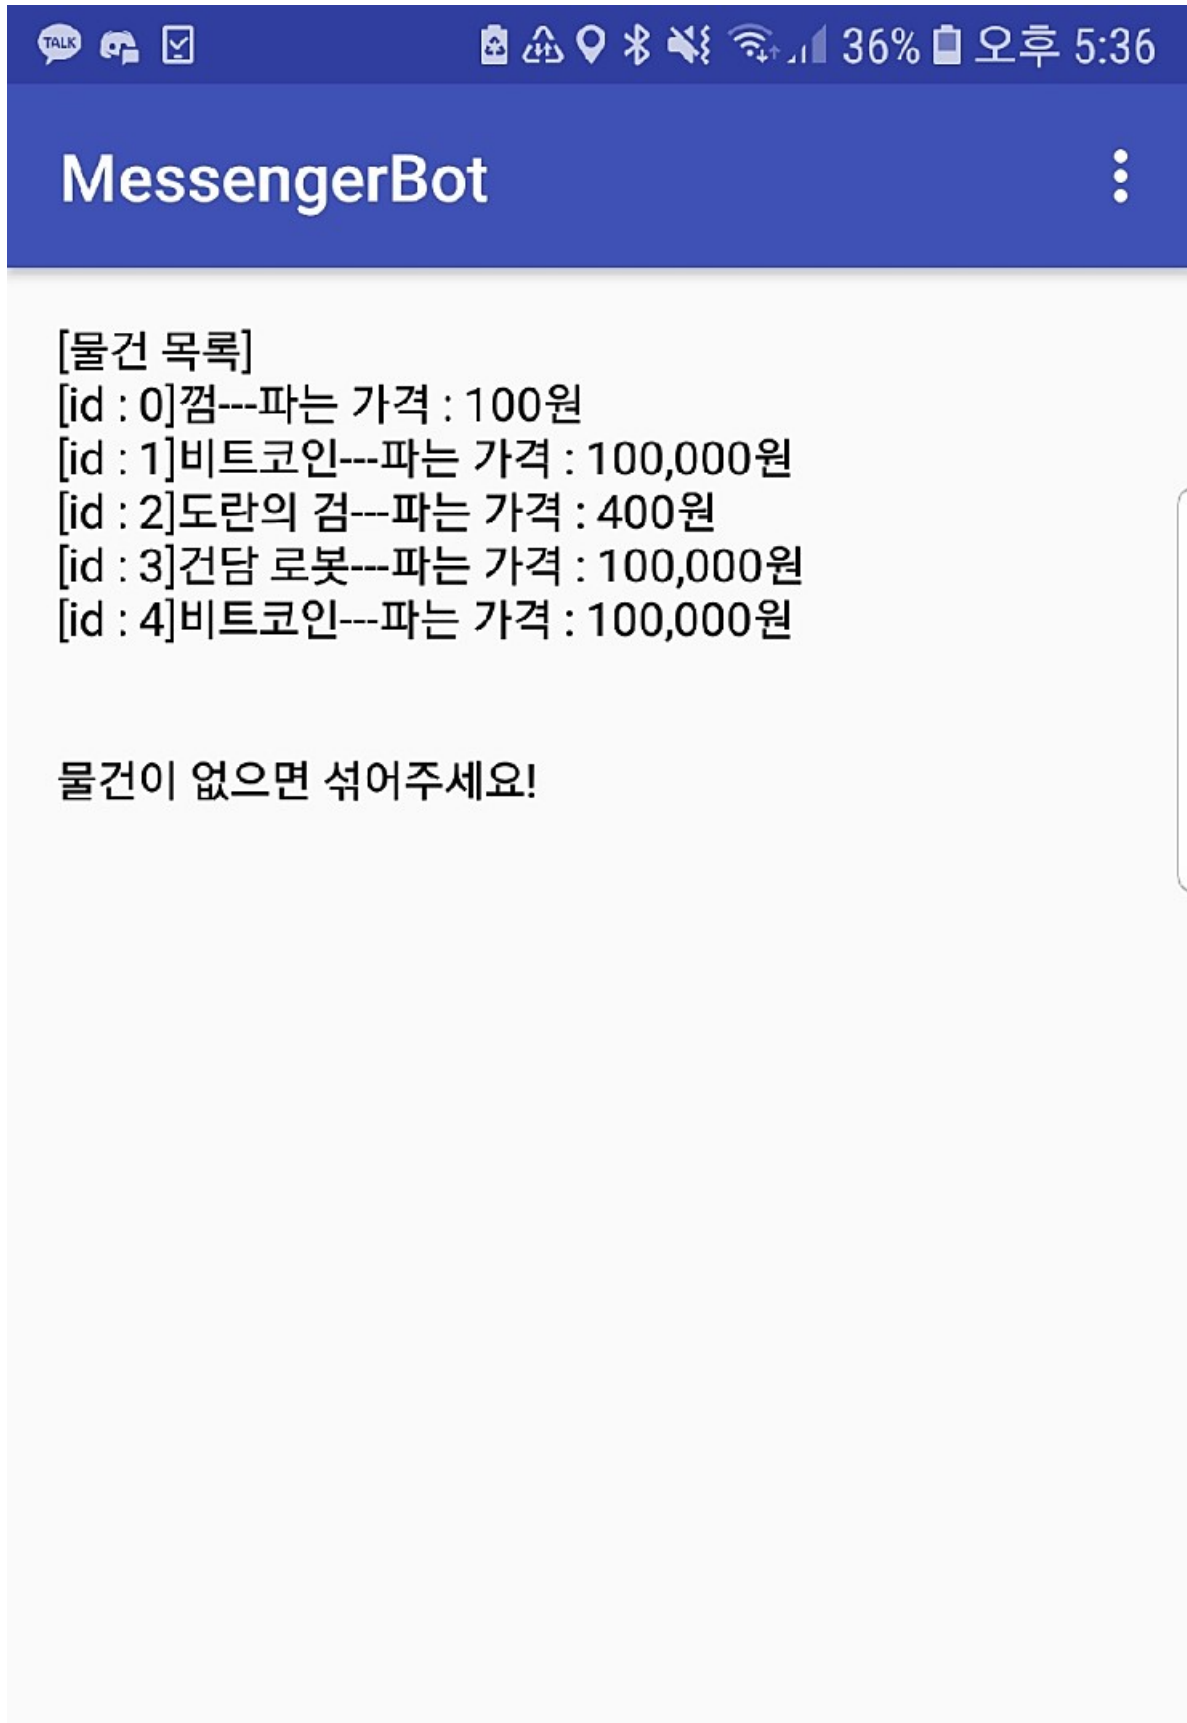 TALK 36% 오후 5:36
MessengerBot
[물건 목록]
[id : 0]껌---파는 가격 : 100원
[id : 1]비트코인---파는 가격 : 100,000원
[id : 2]도란의 검---파는 가격 : 400원
[id : 3]건담 로봇---파는 가격 : 100,000원
[id : 4]비트코인---파는 가격 : 100,000원
물건이 없으면 섞어주세요!